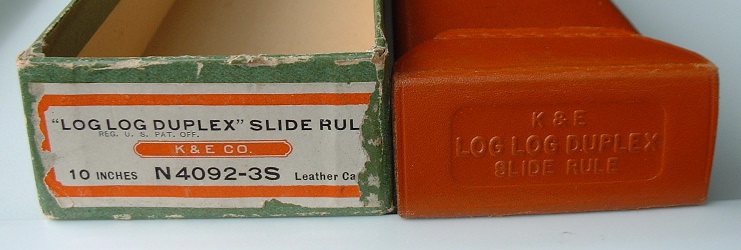 "LOG LOG DUPLEX" SLIDE RUL
REG. U. S. PAT. OFF.
K & E CO.
10 INCHES N4092-3S Leather Ca
K & E
LOG LOG DUPLEX
SLIDE RULE